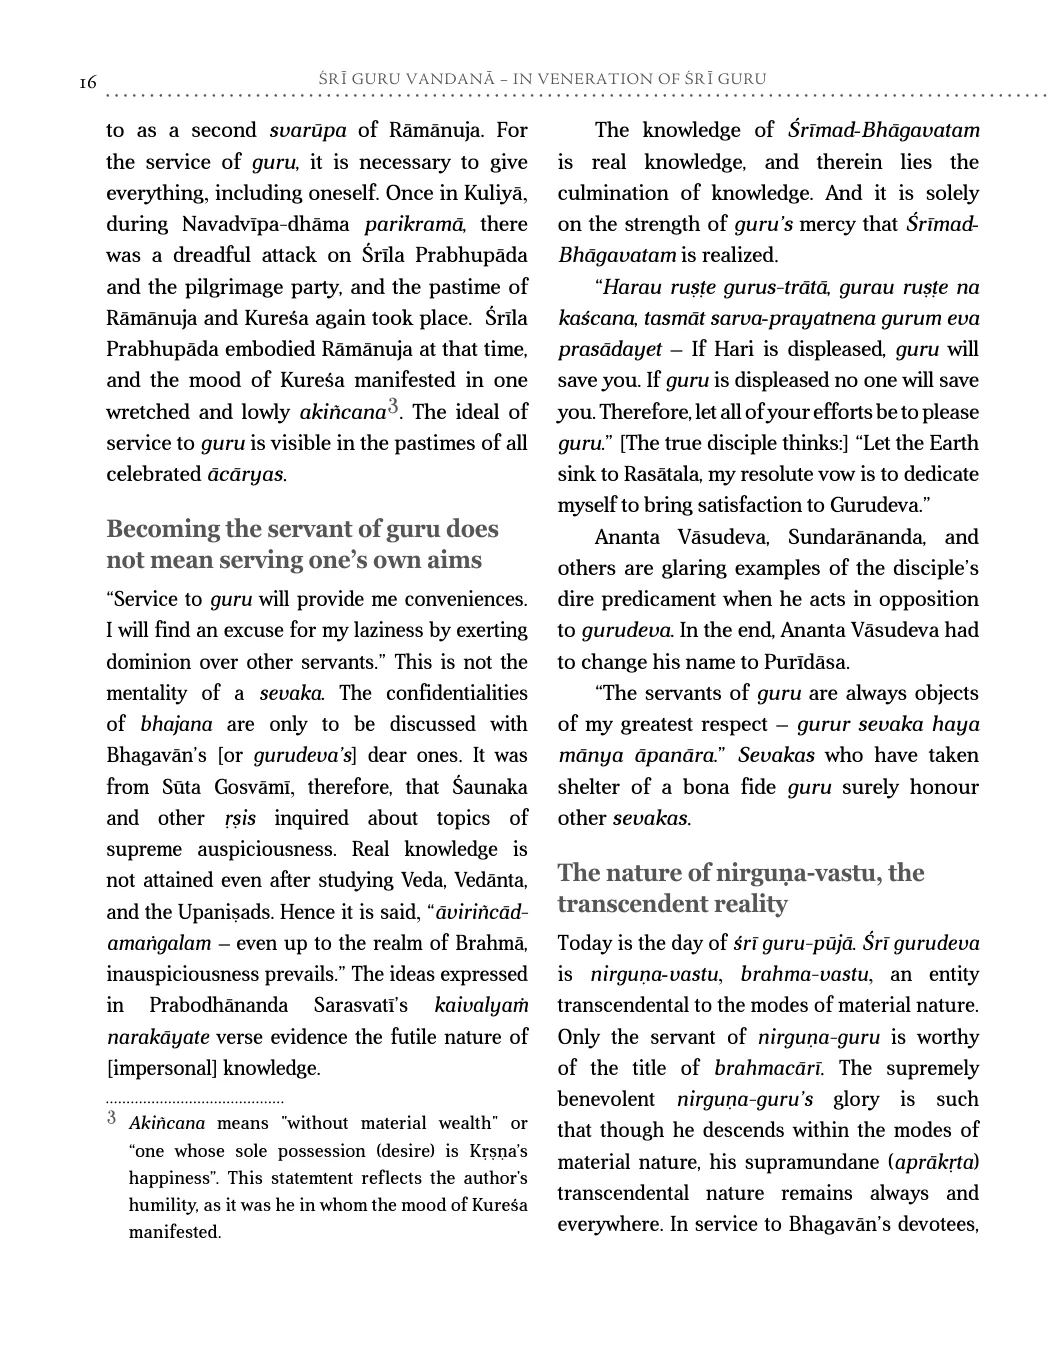 16
ŚRĪ GURU VANDANĀ – IN VENERATION OF ŚRĪ GURU
to as a second svarūpa of Rāmānuja. For
the service of guru, it is necessary to give
everything, including oneself. Once in Kuliyā,
during Navadvīpa-dhāma parikramā, there
was a dreadful attack on Śrīla Prabhupāda
and the pilgrimage party, and the pastime of
Rāmānuja and Kureśa again took place. Śrīla
Prabhupāda embodied Rāmānuja at that time,
and the mood of Kureśa manifested in one
wretched and lowly akiñcana3. The ideal of
service to guru is visible in the pastimes of all
celebrated ācāryas.
Becoming the servant of guru does
not mean serving one’s own aims
“Service to guru will provide me conveniences.
I will find an excuse for my laziness by exerting
dominion over other servants.” This is not the
mentality of a sevaka. The confidentialities
of bhajana are only to be discussed with
Bhagavān’s [or gurudeva’s] dear ones. It was
from Sūta Gosvāmī, therefore, that Śaunaka
and other ṛṣis inquired about topics of
supreme auspiciousness. Real knowledge is
not attained even after studying Veda, Vedānta,
and the Upaniṣads. Hence it is said, “āviriñcād-
amaṅgalam – even up to the realm of Brahmā,
inauspiciousness prevails.” The ideas expressed
in Prabodhānanda Sarasvatī’s kaivalyaṁ
narakāyate verse evidence the futile nature of
[impersonal] knowledge.
3 Akiñcana means "without material wealth" or
“one whose sole possession (desire) is Kṛṣṇa’s
happiness”. This statemtent reflects the author's
humility, as it was he in whom the mood of Kureśa
manifested.
The knowledge of Śrīmad-Bhāgavatam
is real knowledge, and therein lies the
culmination of knowledge. And it is solely
on the strength of guru’s mercy that Śrīmad-
Bhāgavatam is realized.
“Harau ruṣṭe gurus-trātā, gurau ruṣṭe na
kaścana, tasmāt sarva-prayatnena gurum eva
prasādayet – If Hari is displeased, guru will
save you. If guru is displeased no one will save
you. Therefore, let all of your efforts be to please
guru.” [The true disciple thinks:] “Let the Earth
sink to Rasātala, my resolute vow is to dedicate
myself to bring satisfaction to Gurudeva.”
Ananta Vāsudeva, Sundarānanda, and
others are glaring examples of the disciple’s
dire predicament when he acts in opposition
to gurudeva. In the end, Ananta Vāsudeva had
to change his name to Purīdāsa.
“The servants of guru are always objects
of my greatest respect – gurur sevaka haya
mānya āpanāra.” Sevakas who have taken
shelter of a bona fide guru surely honour
other sevakas.
The nature of nirguṇa-vastu, the
transcendent reality
Today is the day of śrī guru-pūjā. Śrī gurudeva
is nirguṇa-vastu, brahma-vastu, an entity
transcendental to the modes of material nature.
Only the servant of nirguṇa-guru is worthy
of the title of brahmacārī. The supremely
benevolent nirguṇa-guru’s glory is such
that though he descends within the modes of
material nature, his supramundane (aprākṛta)
transcendental nature remains always and
everywhere. In service to Bhagavān’s devotees,